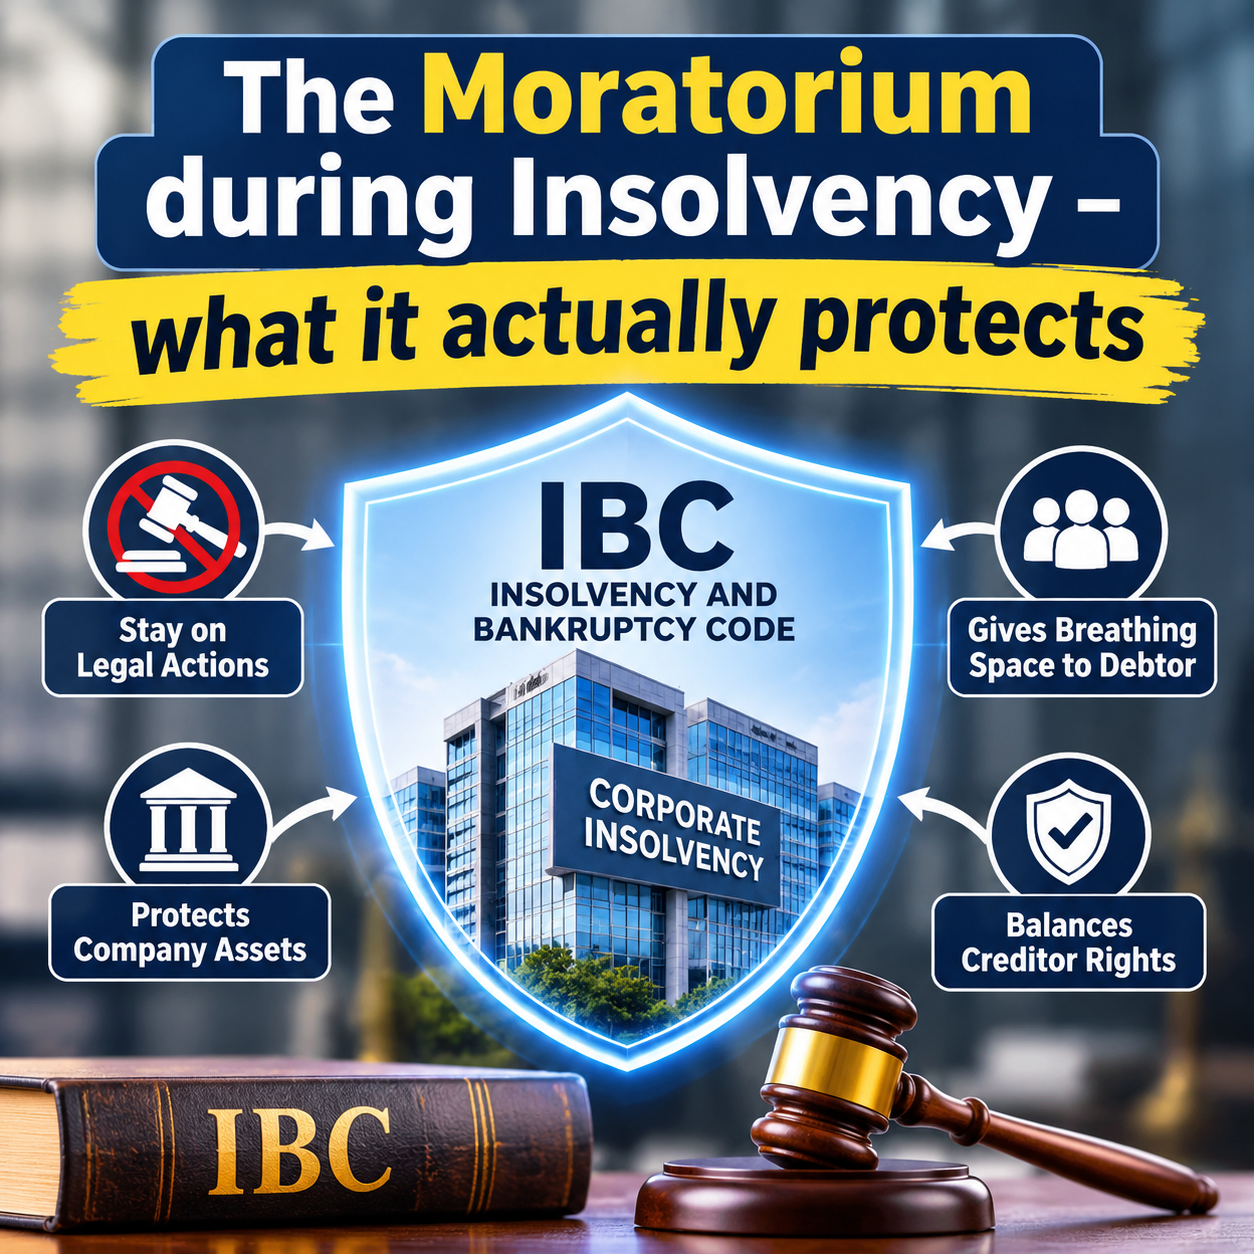 The Moratorium
during Insolvency –
what it actually protects
IBC
INSOLVENCY AND
BANKRUPTCY CODE
Stay on
Legal Actions
Gives Breathing
Space to Debtor
CORPORATE
INSOLVENCY
Protects
Company Assets
Balances
Creditor Rights
IBC